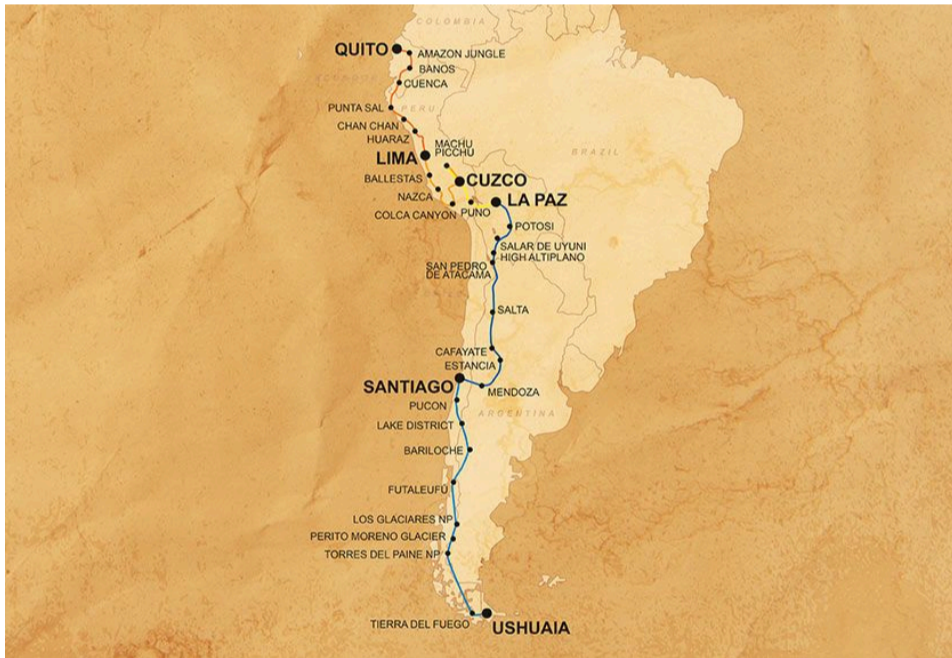 COLOMBIA
QUITO
AMAZON JUNGLE
BANOS
ECUADOR
CUENCA
PUNTA SAL
PERU
CHAN CHAN
HUARAZ
MACHU
PICCHU
LIMA
BRAZIL
BALLESTAS
CUZCO
NAZCA
LA PAZ
COLCA CANYON
PUNO
POTOSI
SALAR DE UYUNI
HIGH ALTIPLANO
SAN PEDRO
DE ATACAMA
SALTA
CAFAYATE
ESTANCIA
SANTIAGO
MENDOZA
PUCON
ARGENTINA
LAKE DISTRICT
BARILOCHE
FUTALEUFÚ
LOS GLACIARES NP
PERITO MORENO GLACIER
TORRES DEL PAINE NP
TIERRA DEL FUEGO
USHUAIA